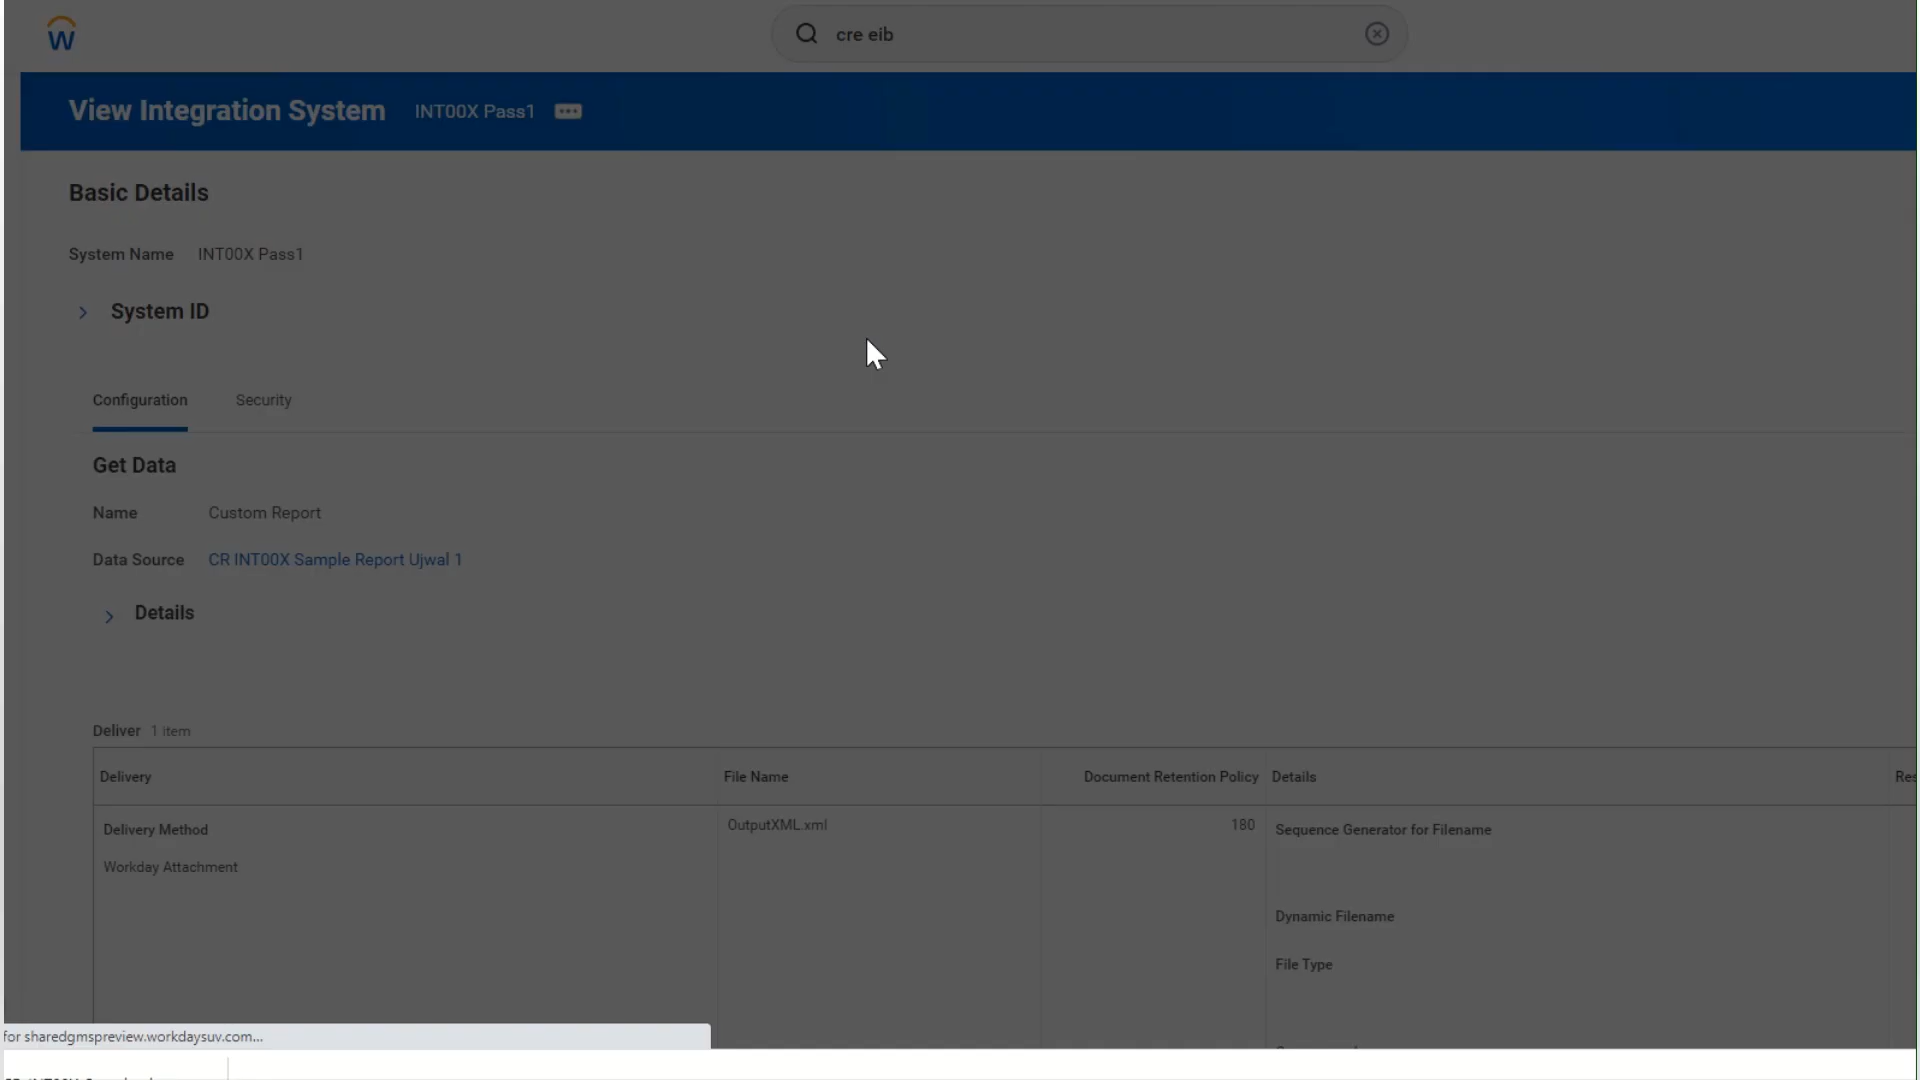 W
cre eib
View Integration System INT00X Pass1
Basic Details
System Name INT00X Pass1
System ID
Configuration Security
Get Data
Name Custom Report
Data Source CR INT00X Sample Report Ujwal 1
Details
Deliver 1 item
Delivery File Name Document Retention Policy Details Res
Delivery Method OutputXML.xml 180 Sequence Generator for Filename
Workday Attachment
Dynamic Filename
File Type
for sharedgmspreview.workdaysuv.com...